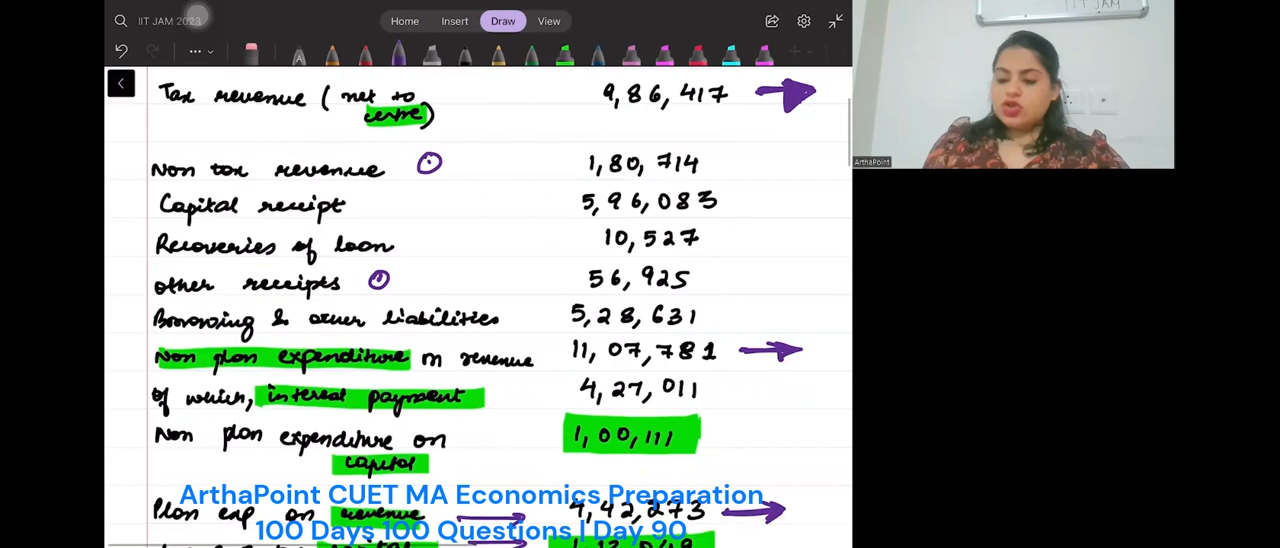 IIT JAM 2023
Home Insert Draw View
IIT JAM
Tax revenue ( net to centre) 9,86,417
Non tax revenue 1,80,714
Capital receipt 5,96,083
Recoveries of loan 10,527
other receipts 56,925
Borrowing & other liabilities 5,28,631
Non plan expenditure on revenue 11,07,781
of which, interest payment 4,27,011
Non plan expenditure on capital 1,00,111
ArthaPoint
Plan exp on revenue 4,42,273
ArthaPoint CUET MA Economics Preparation
100 Days 100 Questions | Day 90